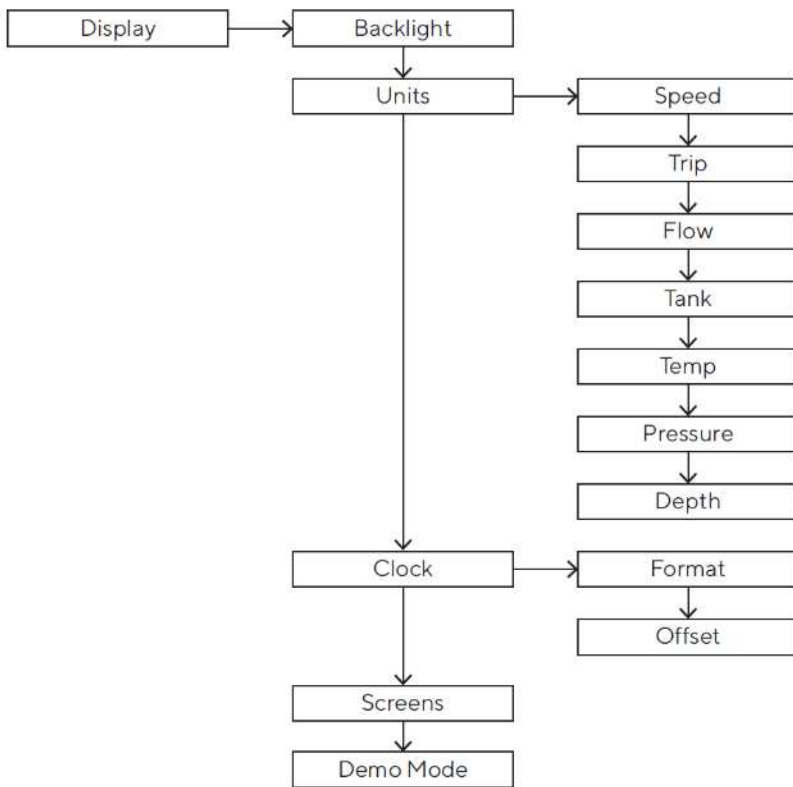 Display
Backlight
Units
Speed
Trip
Flow
Tank
Temp
Pressure
Depth
Clock
Format
Offset
Screens
Demo Mode